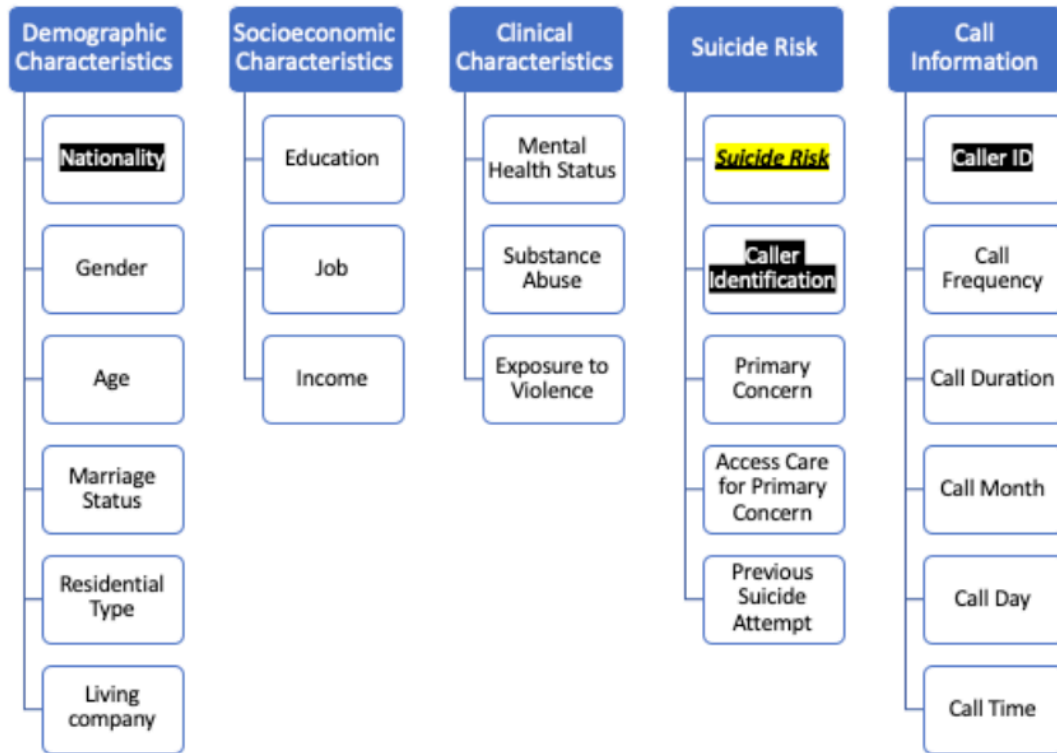 Demographic
Characteristics
Nationality
Gender
Age
Marriage
Status
Residential
Type
Living
company
Socioeconomic
Characteristics
Education
Job
Income
Clinical
Characteristics
Mental
Health Status
Substance
Abuse
Exposure to
Violence
Suicide Risk
Suicide Risk
Caller
Identification
Primary
Concern
Access Care
for Primary
Concern
Previous
Suicide
Attempt
Call
Information
Caller ID
Call
Frequency
Call Duration
Call Month
Call Day
Call Time